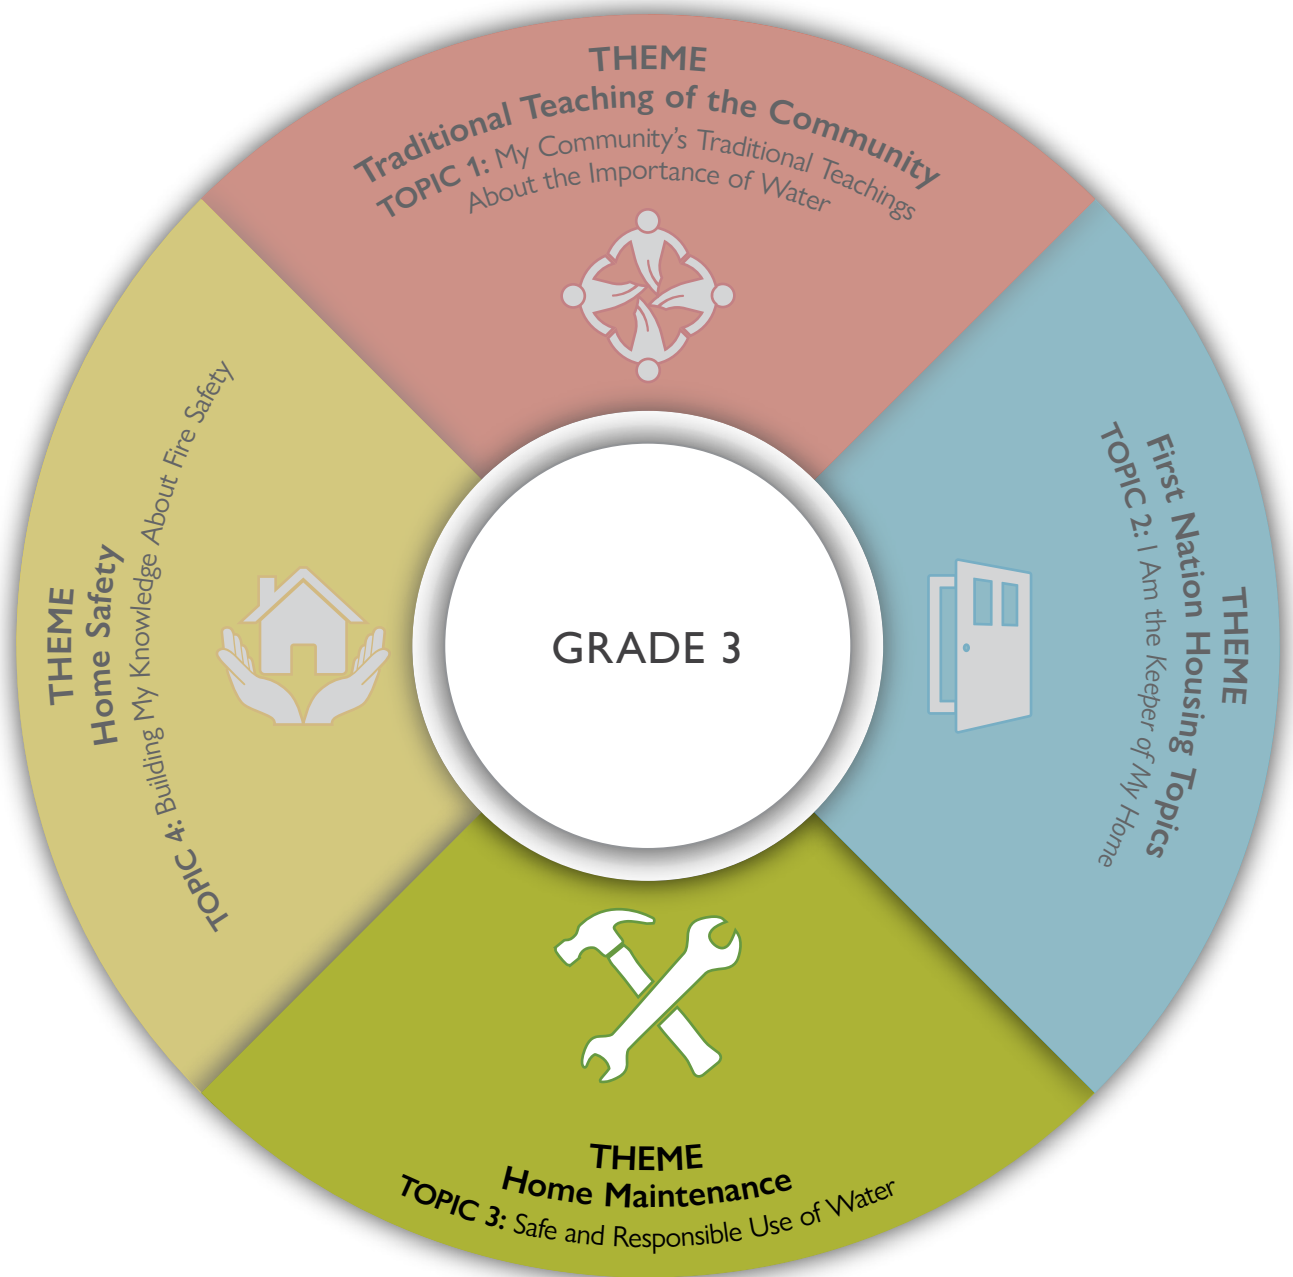 THEME
Traditional Teaching of the Community
TOPIC 1: My Community's Traditional Teachings
About the Importance of Water
THEME
First Nation Housing Topics
TOPIC 2: I Am the Keeper of My Home
GRADE 3
THEME
Home Maintenance
TOPIC 3: Safe and Responsible Use of Water
THEME
Home Safety
TOPIC 4: Building My Knowledge About Fire Safety